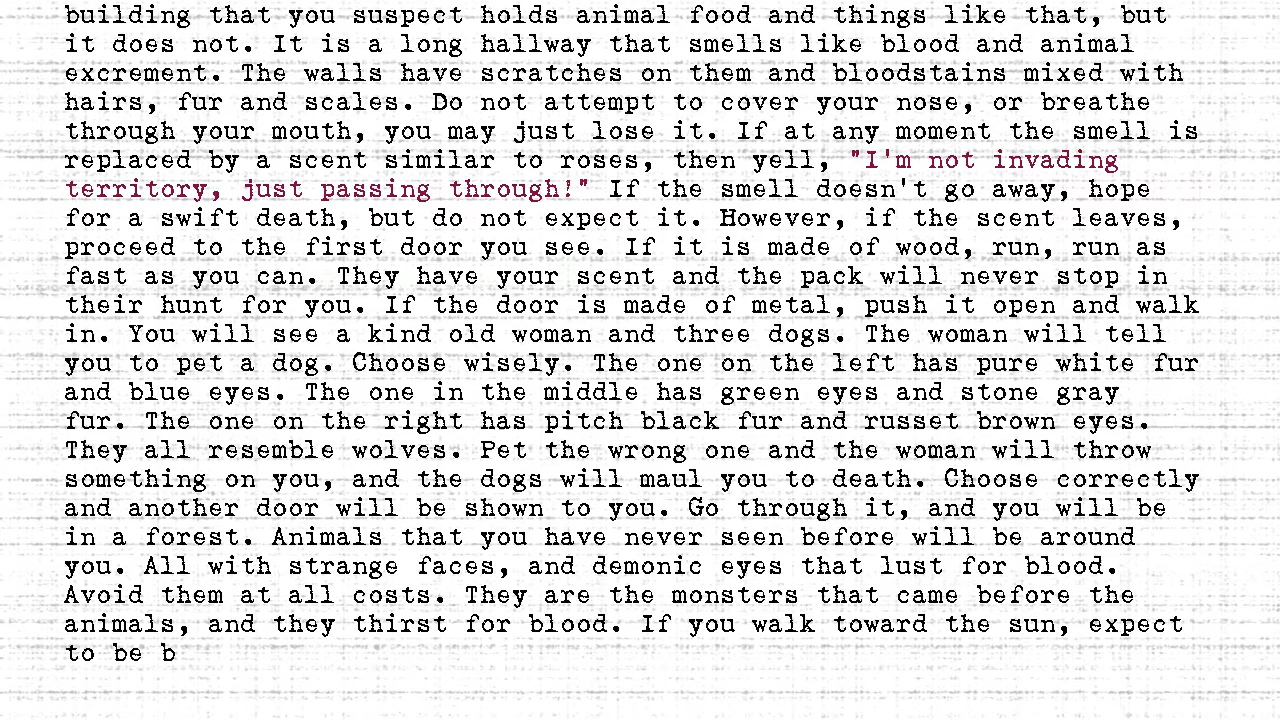 building that you suspect holds animal food and things like that, but
it does not. It is a long hallway that smells like blood and animal
excrement. The walls have scratches on them and bloodstains mixed with
hairs, fur and scales. Do not attempt to cover your nose, or breathe
through your mouth, you may just lose it. If at any moment the smell is
replaced by a scent similar to roses, then yell, "I'm not invading
territory, just passing through!" If the smell doesn't go away, hope
for a swift death, but do not expect it. However, if the scent leaves,
proceed to the first door you see. If it is made of wood, run, run as
fast as you can. They have your scent and the pack will never stop in
their hunt for you. If the door is made of metal, push it open and walk
in. You will see a kind old woman and three dogs. The woman will tell
you to pet a dog. Choose wisely. The one on the left has pure white fur
and blue eyes. The one in the middle has green eyes and stone gray
fur. The one on the right has pitch black fur and russet brown eyes.
They all resemble wolves. Pet the wrong one and the woman will throw
something on you, and the dogs will maul you to death. Choose correctly
and another door will be shown to you. Go through it, and you will be
in a forest. Animals that you have never seen before will be around
you. All with strange faces, and demonic eyes that lust for blood.
Avoid them at all costs. They are the monsters that came before the
animals, and they thirst for blood. If you walk toward the sun, expect
to be b